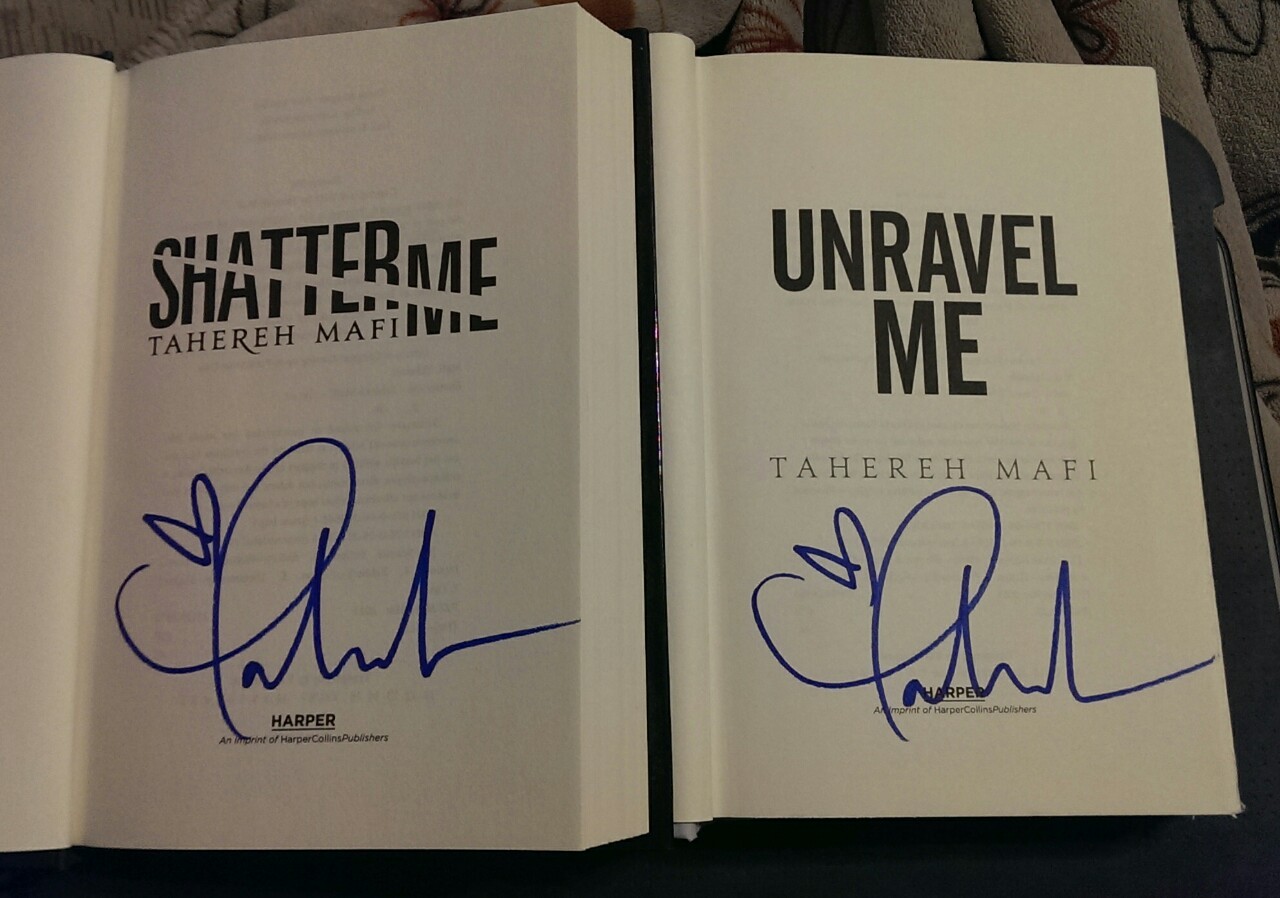 SHATTER ME
TAHEREH MAFI
HARPER
An Imprint of HarperCollinsPublishers
UNRAVEL
ME
TAHEREH MAFI
HARPER
An Imprint of HarperCollinsPublishers